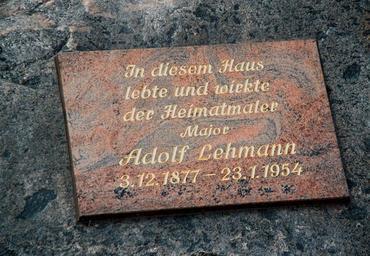 In diesem Haus
lebte und wirkte
der Heimatmaler
Major
Adolf Lehmann
3.12.1877 – 23.1.1954